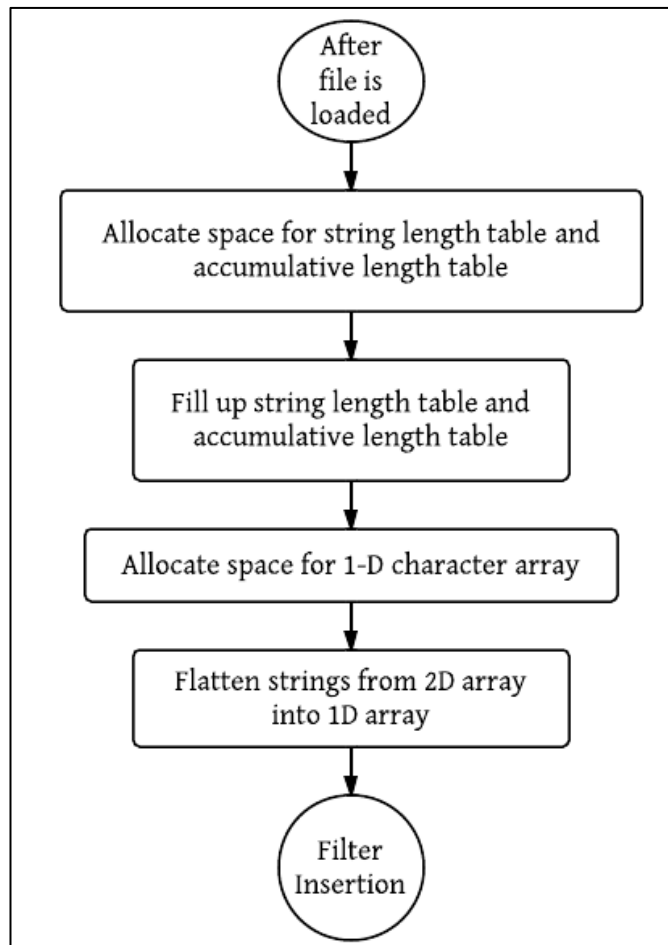 After
file is
loaded
Allocate space for string length table and
accumulative length table
Fill up string length table and
accumulative length table
Allocate space for 1-D character array
Flatten strings from 2D array
into 1D array
Filter
Insertion